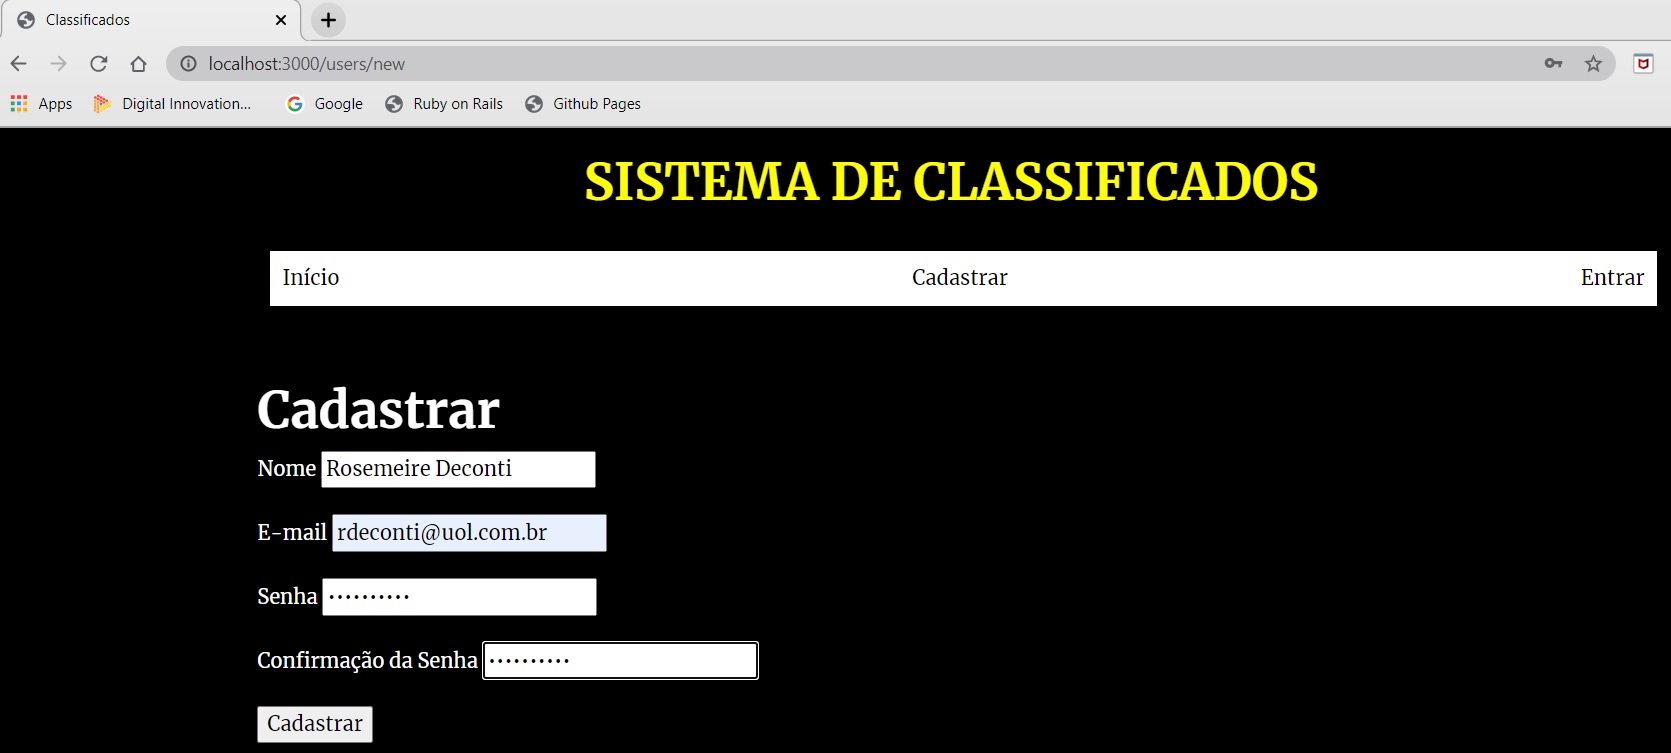 Classificados
localhost:3000/users/new
Apps Digital Innovation... Google Ruby on Rails Github Pages
SISTEMA DE CLASSIFICADOS
Início Cadastrar Entrar
Cadastrar
Nome Rosemeire Deconti
E-mail rdeconti@uol.com.br
Senha ··········
Confirmação da Senha ··········
Cadastrar